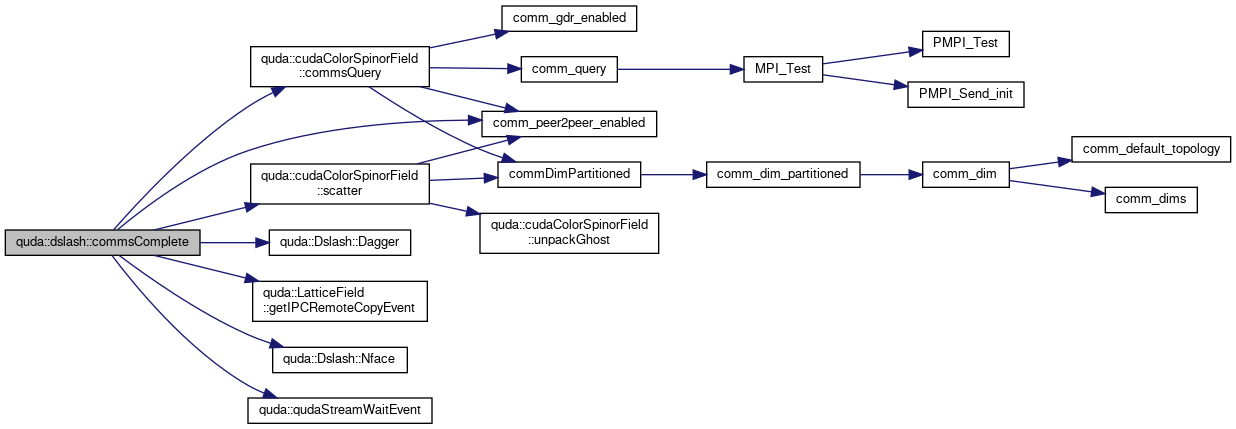 quda::dslash::commsComplete
quda::cudaColorSpinorField
::commsQuery
comm_gdr_enabled
comm_query
MPI_Test
PMPI_Test
PMPI_Send_init
comm_peer2peer_enabled
quda::cudaColorSpinorField
::scatter
commDimPartitioned
comm_dim_partitioned
comm_dim
comm_default_topology
comm_dims
quda::cudaColorSpinorField
::unpackGhost
quda::Dslash::Dagger
quda::LatticeField
::getIPCRemoteCopyEvent
quda::Dslash::Nface
quda::qudaStreamWaitEvent